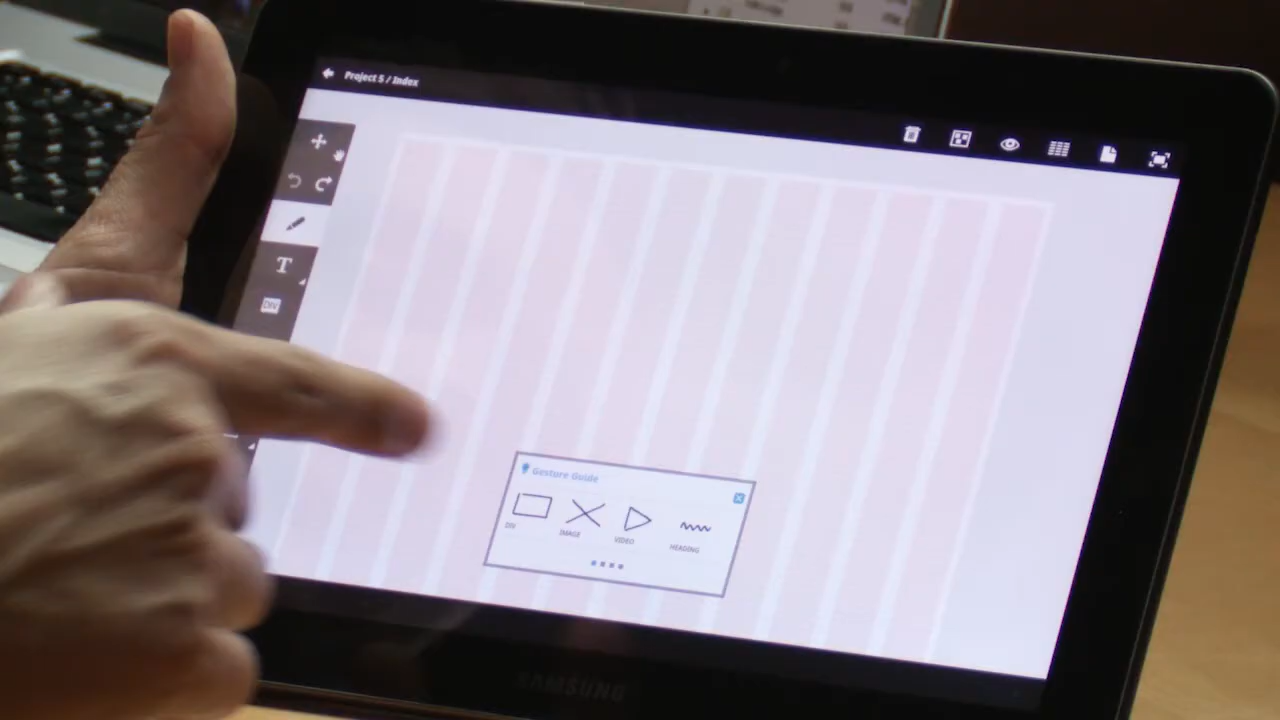 Project 5 / Index
T
DIV
Gesture Guide
DIV
IMAGE
VIDEO
HEADING
SAMSUNG